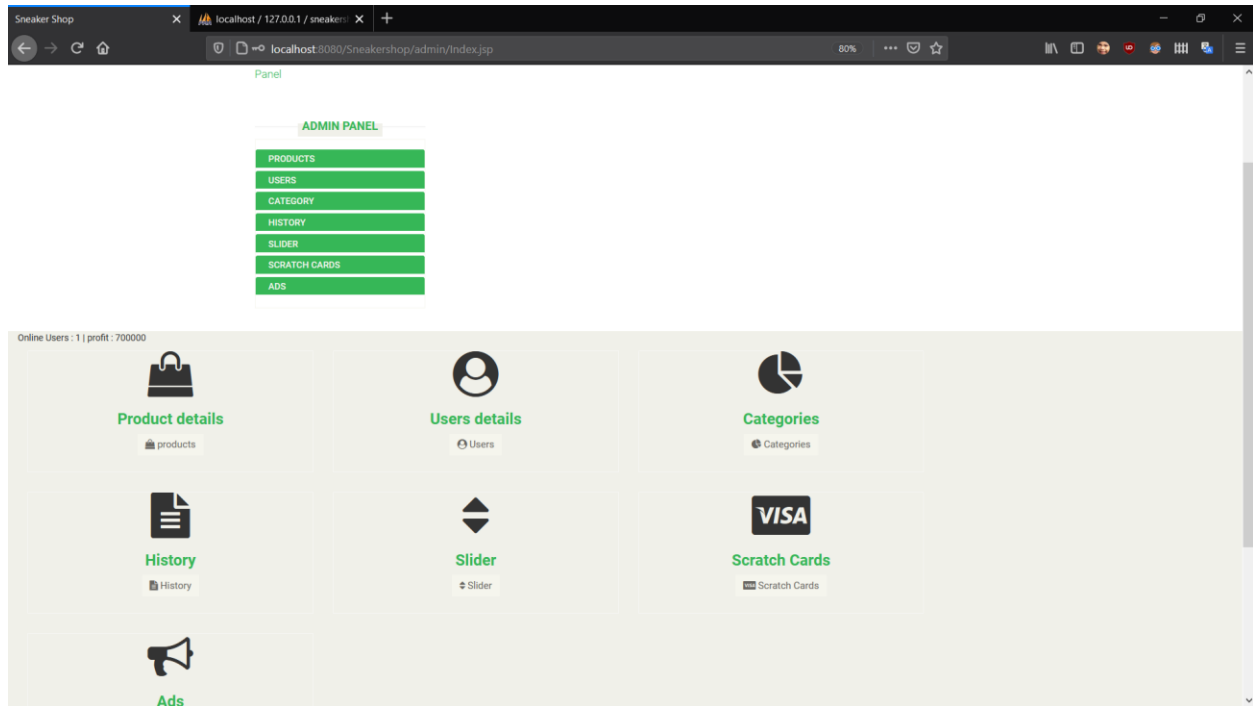 Sneaker Shop
localhost / 127.0.0.1 / sneakers
localhost:8080/Sneakershop/admin/Index.jsp
80%
Panel
ADMIN PANEL
PRODUCTS
USERS
CATEGORY
HISTORY
SLIDER
SCRATCH CARDS
ADS
Online Users : 1 | profit : 700000
Product details
products
Users details
Users
Categories
Categories
History
History
Slider
Slider
VISA
Scratch Cards
VISA Scratch Cards
Ads